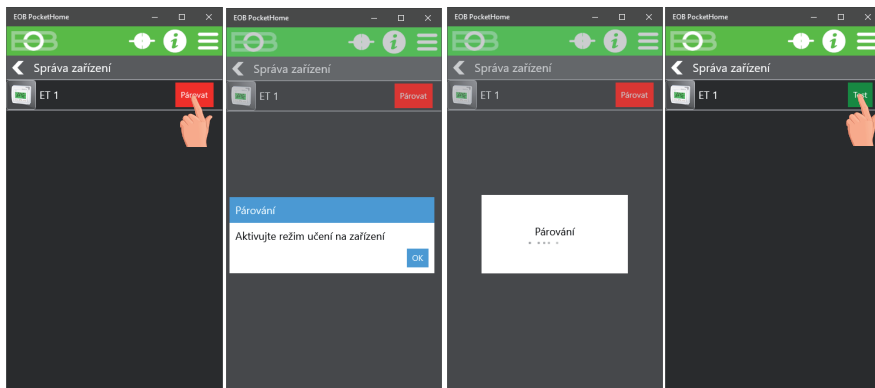 EOB PocketHome
EOB
i
Správa zařízení
ET 1
Párovat
EOB PocketHome
EOB
i
Správa zařízení
ET 1
Párovat
Párování
Aktivujte režim učení na zařízení
OK
EOB PocketHome
EOB
i
Správa zařízení
ET 1
Párovat
Párování
EOB PocketHome
EOB
i
Správa zařízení
ET 1
Test